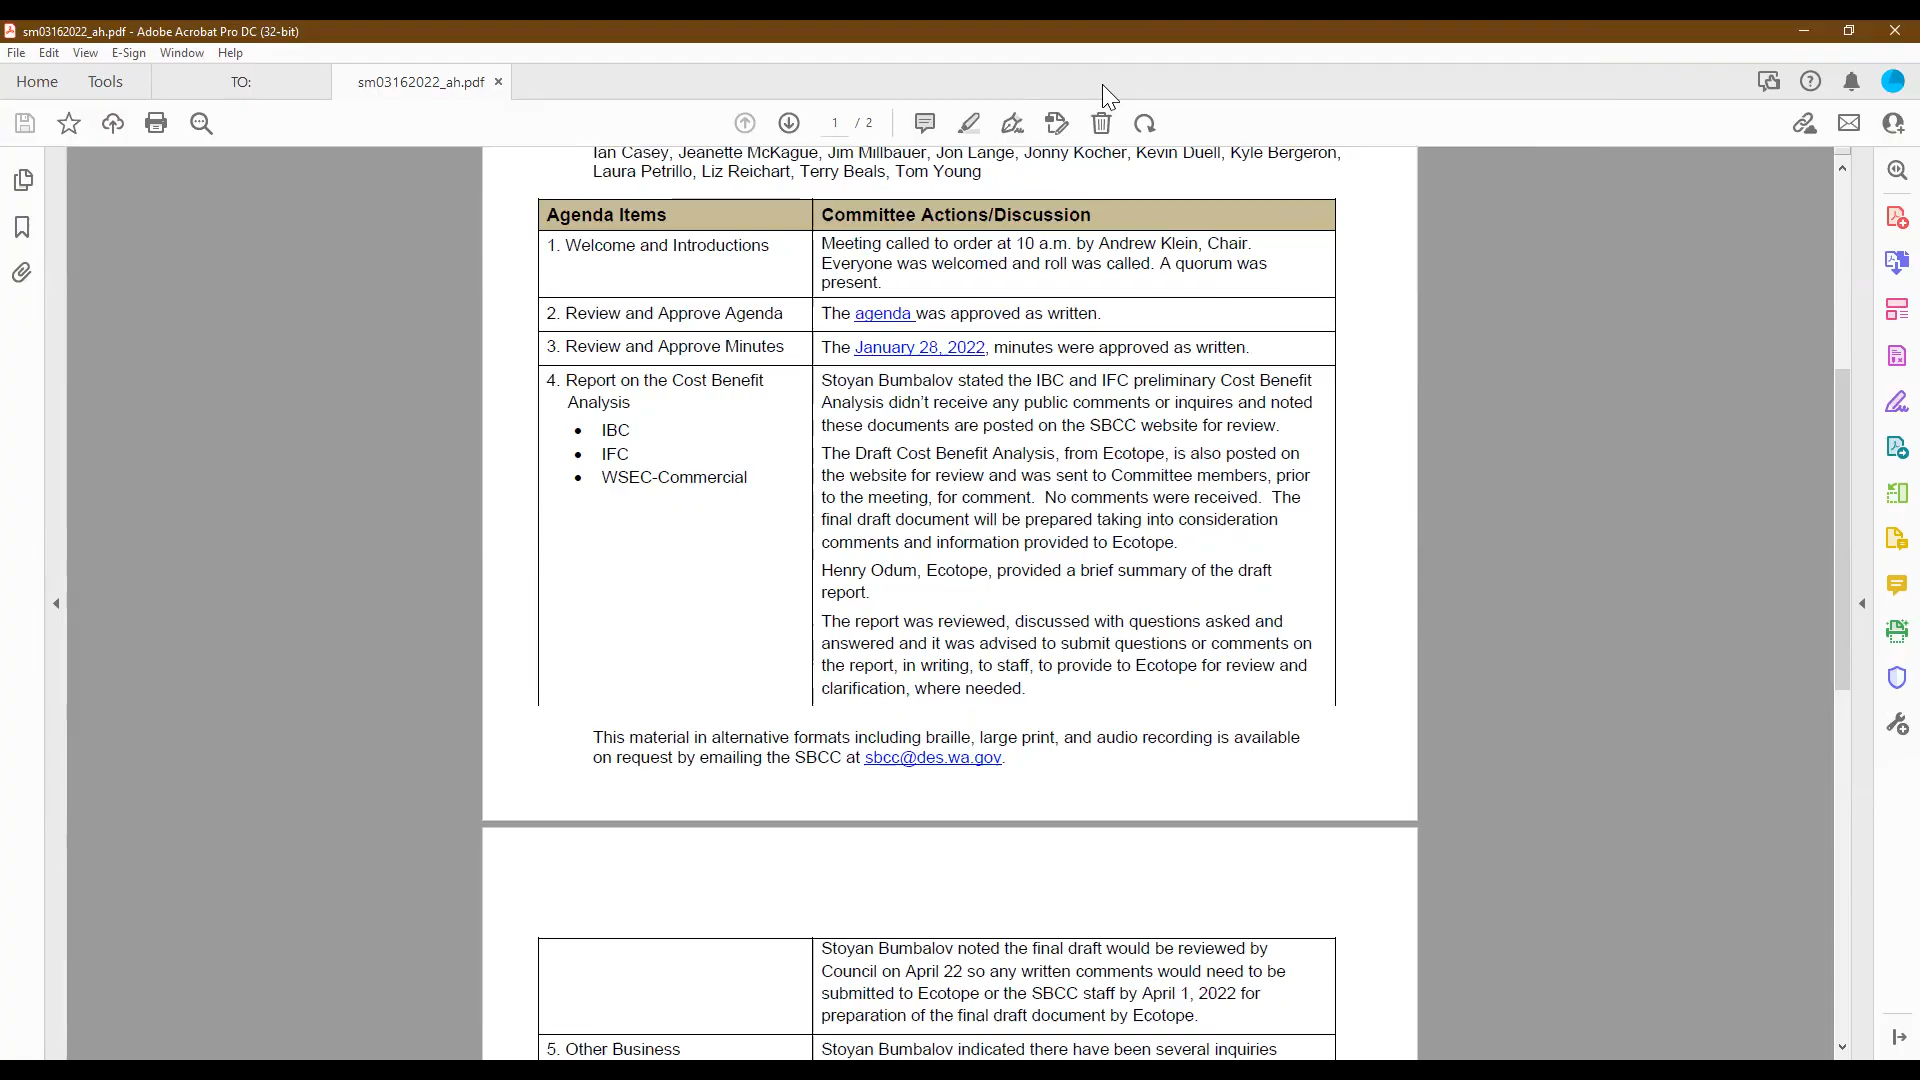 sm03162022_ah.pdf - Adobe Acrobat Pro DC (32-bit)
File Edit View E-Sign Window Help
Home Tools TO: sm03162022_ah.pdf ×
1 / 2
Ian Casey, Jeanette McKague, Jim Millbauer, Jon Lange, Jonny Kocher, Kevin Duell, Kyle Bergeron,
Laura Petrillo, Liz Reichart, Terry Beals, Tom Young
Agenda Items
Committee Actions/Discussion
1. Welcome and Introductions
Meeting called to order at 10 a.m. by Andrew Klein, Chair.
Everyone was welcomed and roll was called. A quorum was
present.
2. Review and Approve Agenda
The agenda was approved as written.
3. Review and Approve Minutes
The January 28, 2022, minutes were approved as written.
4. Report on the Cost Benefit
Analysis
• IBC
• IFC
• WSEC-Commercial
Stoyan Bumbalov stated the IBC and IFC preliminary Cost Benefit
Analysis didn't receive any public comments or inquires and noted
these documents are posted on the SBCC website for review.
The Draft Cost Benefit Analysis, from Ecotope, is also posted on
the website for review and was sent to Committee members, prior
to the meeting, for comment. No comments were received. The
final draft document will be prepared taking into consideration
comments and information provided to Ecotope.
Henry Odum, Ecotope, provided a brief summary of the draft
report.
The report was reviewed, discussed with questions asked and
answered and it was advised to submit questions or comments on
the report, in writing, to staff, to provide to Ecotope for review and
clarification, where needed.
This material in alternative formats including braille, large print, and audio recording is available
on request by emailing the SBCC at sbcc@des.wa.gov.
Stoyan Bumbalov noted the final draft would be reviewed by
Council on April 22 so any written comments would need to be
submitted to Ecotope or the SBCC staff by April 1, 2022 for
preparation of the final draft document by Ecotope.
5. Other Business
Stoyan Bumbalov indicated there have been several inquiries